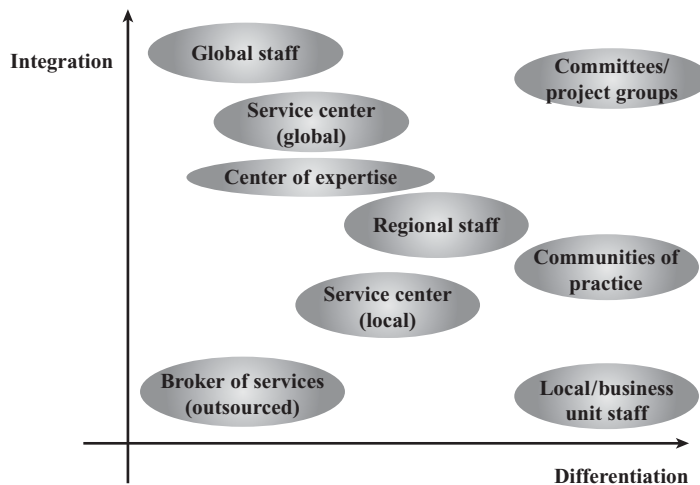 Integration
Global staff
Committees/
project groups
Service center
(global)
Center of expertise
Regional staff
Communities of
practice
Service center
(local)
Broker of services
(outsourced)
Local/business
unit staff
Differentiation